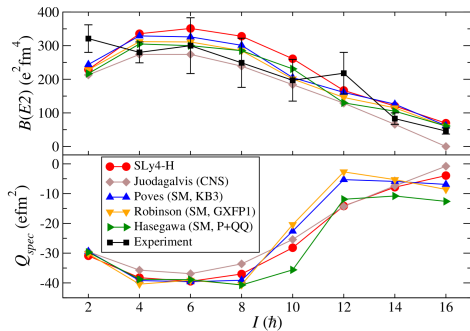 400
300
200
100
0
B(E2) (e²fm⁴)
0
-10
-20
-30
-40
Q_spec (efm²)
SLy4-H
Juodagalvis (CNS)
Poves (SM, KB3)
Robinson (SM, GXFP1)
Hasegawa (SM, P+QQ)
Experiment
2 4 6 8 10 12 14 16
I (ħ)